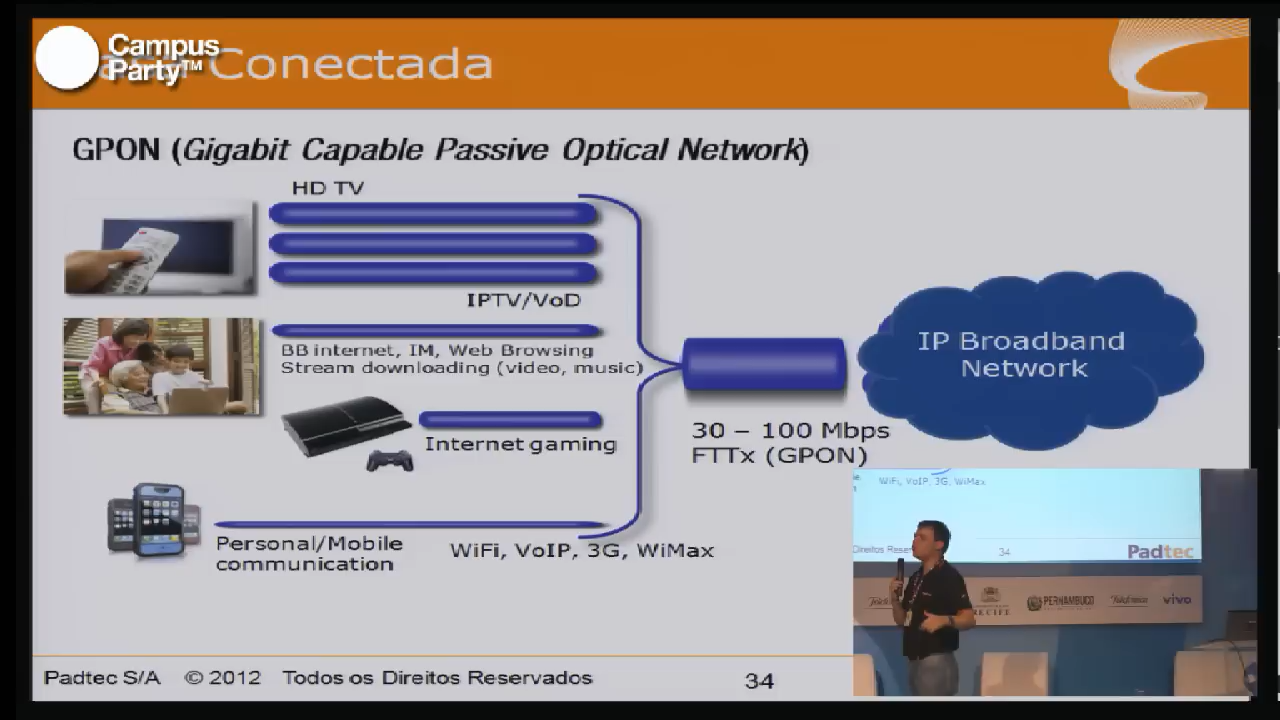 Campus
Party™
Conectada
GPON (Gigabit Capable Passive Optical Network)
HD TV
IPTV/VoD
BB internet, IM, Web Browsing
Stream downloading (video, music)
Internet gaming
Personal/Mobile
communication
WiFi, VoIP, 3G, WiMax
30 – 100 Mbps
FTTx (GPON)
IP Broadband
Network
WiFi, VoIP, 3G, WiMax
Direitos
34
Padtec
RECIFE
PERNAMBUCO
Telefonica
vivo
Padtec S/A © 2012 Todos os Direitos Reservados
34